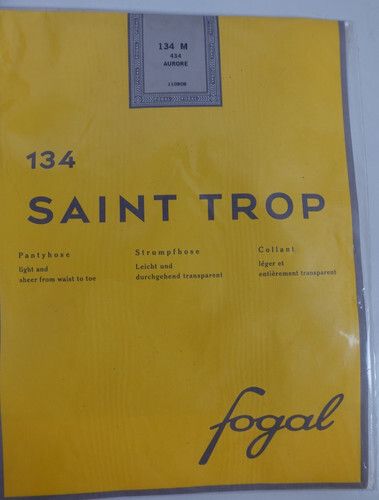 134 M
434
AURORE
110808
134
SAINT TROP
Pantyhose
light and
sheer from waist to toe
Strumpfhose
Leicht und
durchgehend transparent
Collant
léger et
entièrement transparent
fogal